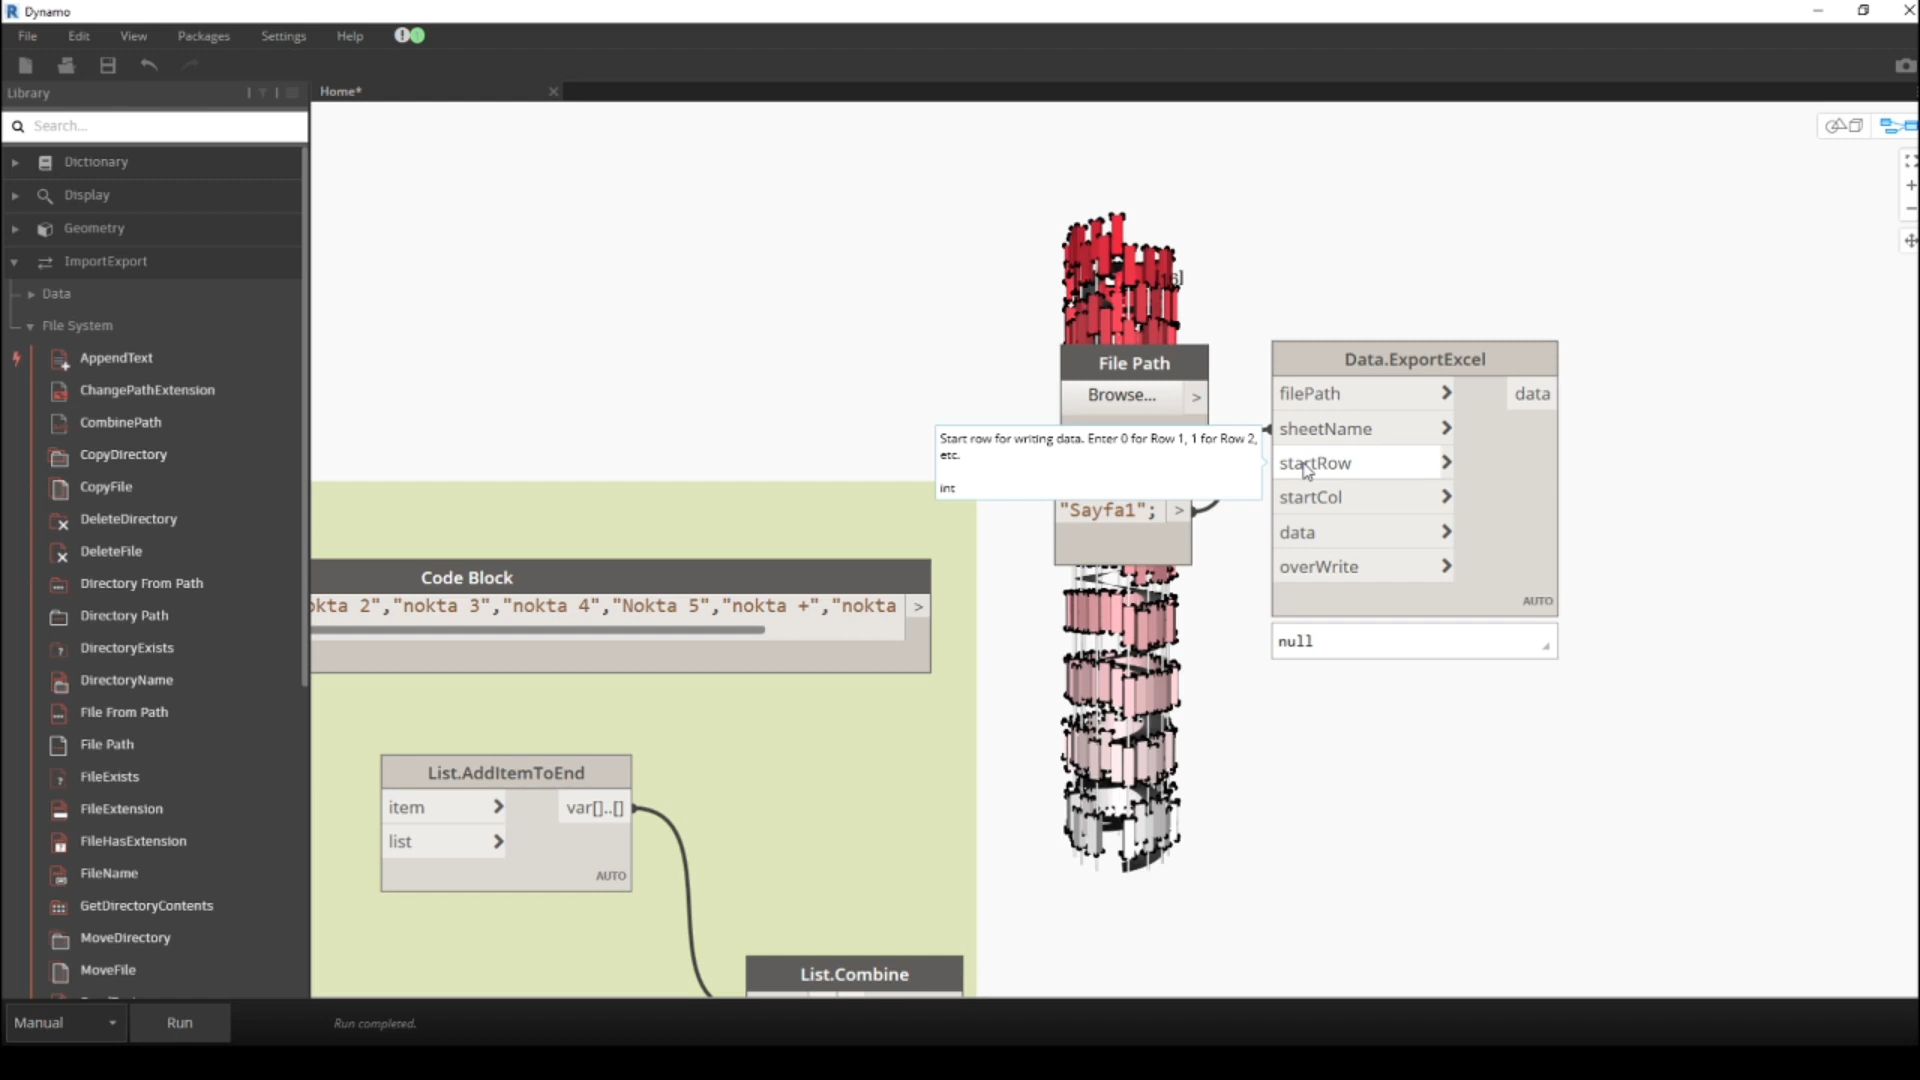 Dynamo
File Edit View Packages Settings Help
Library
Home*
Search...
Dictionary
Display
Geometry
ImportExport
Data
File System
AppendText
ChangePathExtension
CombinePath
CopyDirectory
CopyFile
DeleteDirectory
DeleteFile
Directory From Path
Directory Path
DirectoryExists
DirectoryName
File From Path
File Path
FileExists
FileExtension
FileHasExtension
FileName
GetDirectoryContents
MoveDirectory
MoveFile
File Path
Browse... >
Start row for writing data. Enter 0 for Row 1, 1 for Row 2,
etc.
int
"Sayfa1"; >
Data.ExportExcel
filePath
data
sheetName
startRow
startCol
data
overWrite
AUTO
null
Code Block
okta 2","nokta 3","nokta 4","Nokta 5","nokta +","nokta >
List.AddItemToEnd
item
var[]..[]
list
AUTO
List.Combine
Manual
Run
Run completed.